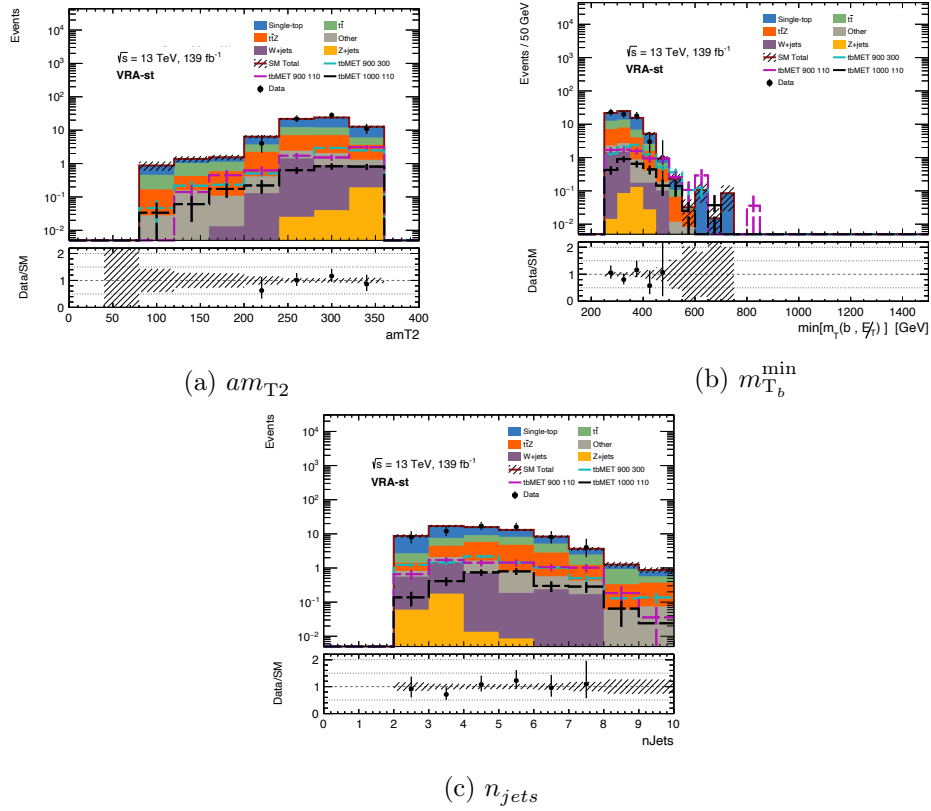 Events
10⁴
10³
10²
10
1
10⁻¹
10⁻²
√s = 13 TeV, 139 fb⁻¹
VRA-st
Single-top
tt̄
tt̄Z
Other
W+jets
Z+jets
SM Total
tbMET 900 300
tbMET 900 110
tbMET 1000 110
Data
Data/SM
2
1
0
0 50 100 150 200 250 300 350 400
amT2
(a) amT2
Events / 50 GeV
10⁴
10³
10²
10
1
10⁻¹
10⁻²
√s = 13 TeV, 139 fb⁻¹
VRA-st
Single-top
tt̄
tt̄Z
Other
W+jets
Z+jets
SM Total
tbMET 900 300
tbMET 900 110
tbMET 1000 110
Data
Data/SM
2
1
0
200 400 600 800 1000 1200 1400
min[m_T(b , E̸_T) ] [GeV]
(b) m_{T_b}^{min}
Events
10⁴
10³
10²
10
1
10⁻¹
10⁻²
√s = 13 TeV, 139 fb⁻¹
VRA-st
Single-top
tt̄
tt̄Z
Other
W+jets
Z+jets
SM Total
tbMET 900 300
tbMET 900 110
tbMET 1000 110
Data
Data/SM
2
1
0
0 1 2 3 4 5 6 7 8 9 10
nJets
(c) n_{jets}